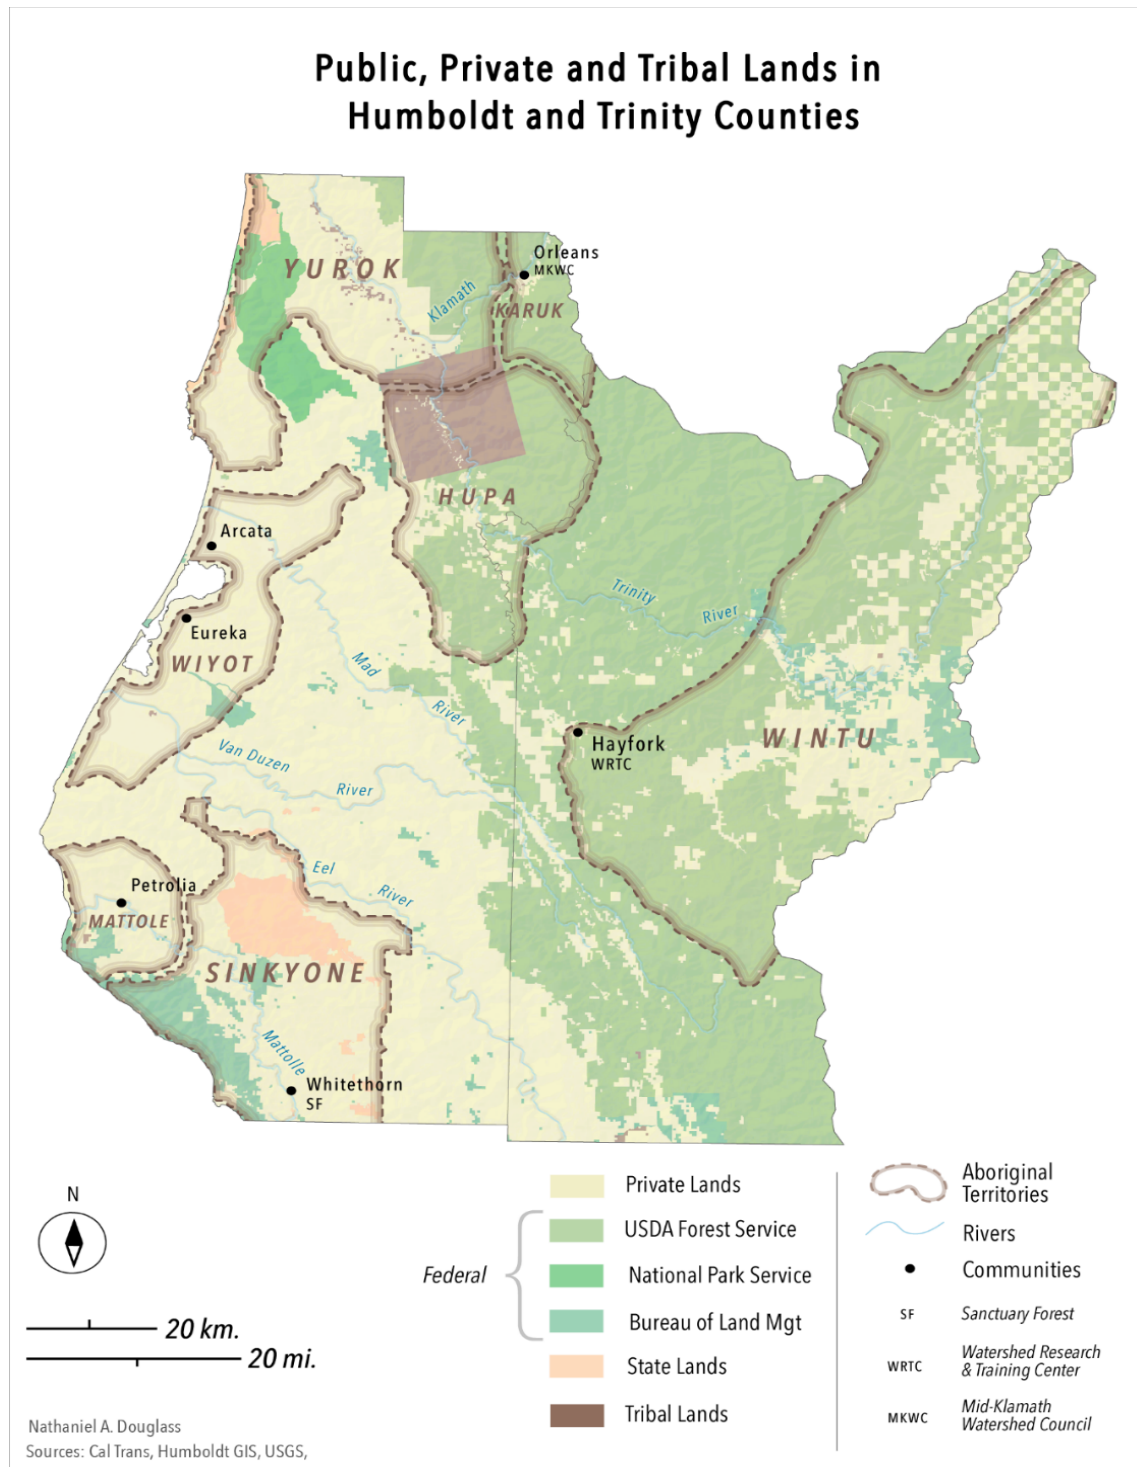 Public, Private and Tribal Lands in
Humboldt and Trinity Counties
YUROK
Orleans
MKWC
Klamath
KARUK
HUPA
Arcata
Trinity
River
Eureka
WIYOT
Mad
River
Hayfork
WRTC
WINTU
Van Duzen
River
Eel
River
Petrolia
MATTOLE
SINKYONE
Mattolle
Whitethorn
SF
N
20 km.
20 mi.
Federal
Private Lands
USDA Forest Service
National Park Service
Bureau of Land Mgt
State Lands
Tribal Lands
Aboriginal
Territories
Rivers
Communities
SF Sanctuary Forest
WRTC Watershed Research
& Training Center
MKWC Mid-Klamath
Watershed Council
Nathaniel A. Douglass
Sources: Cal Trans, Humboldt GIS, USGS,